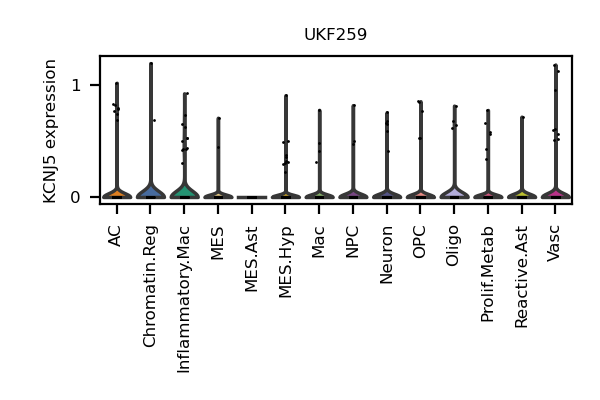 UKF259
KCNJ5 expression
1
0
AC
Chromatin.Reg
Inflammatory.Mac
MES
MES.Ast
MES.Hyp
Mac
NPC
Neuron
OPC
Oligo
Prolif.Metab
Reactive.Ast
Vasc